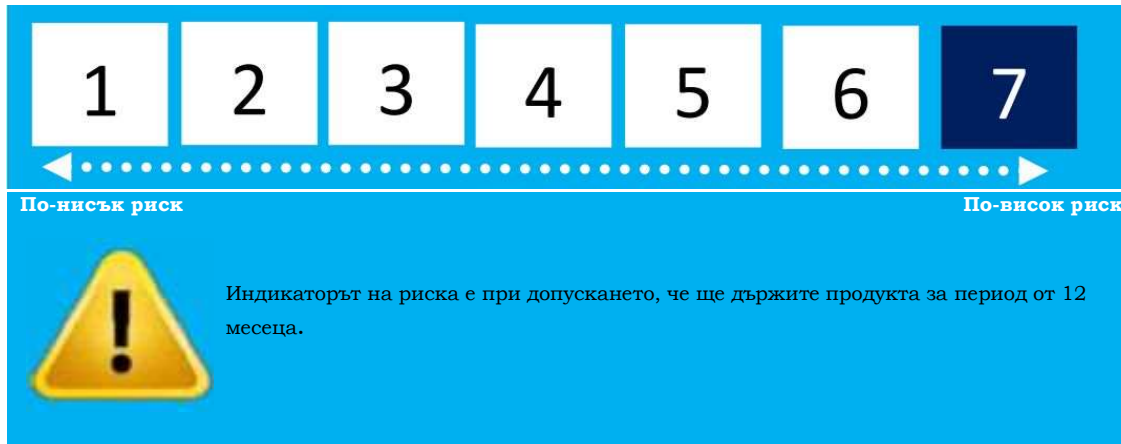 1 2 3 4 5 6 7
По-нисък риск По-висок риск
Индикаторът на риска е при допускането, че ще държите продукта за период от 12
месеца.